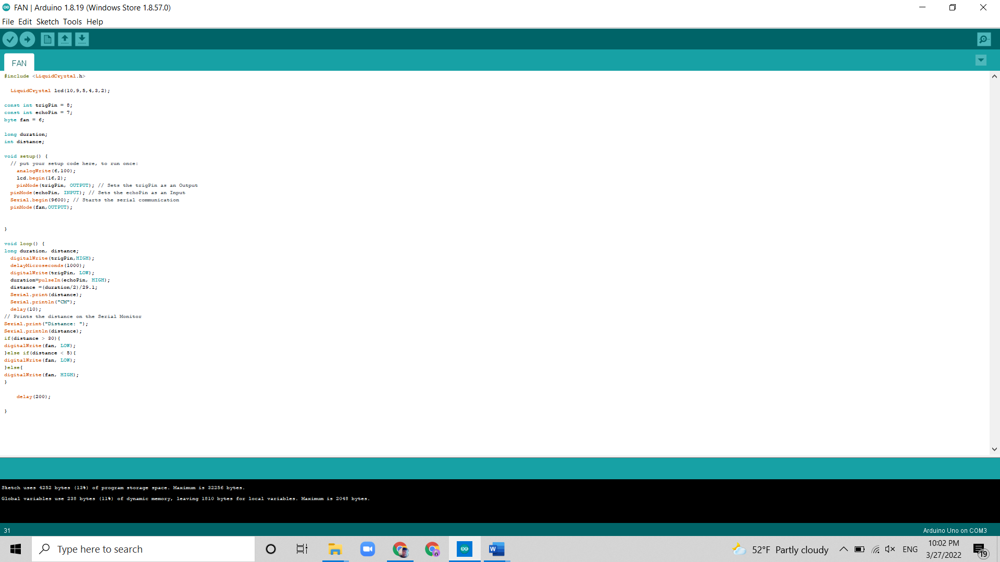 FAN | Arduino 1.8.19 (Windows Store 1.8.57.0)
File Edit Sketch Tools Help
FAN
#include <LiquidCrystal.h>
LiquidCrystal lcd(10,9,5,4,3,2);
const int trigPin = 8;
const int echoPin = 7;
byte fan = 6;
long duration;
int distance;
void setup() {
// put your setup code here, to run once:
analogWrite(6,100);
lcd.begin(16,2);
pinMode(trigPin, OUTPUT); // Sets the trigPin as an Output
pinMode(echoPin, INPUT); // Sets the echoPin as an Input
Serial.begin(9600); // Starts the serial communication
pinMode(fan,OUTPUT);
}
void loop() {
long duration, distance;
digitalWrite(trigPin,HIGH);
delayMicroseconds(1000);
digitalWrite(trigPin, LOW);
duration=pulseIn(echoPin, HIGH);
distance =(duration/2)/29.1;
Serial.print(distance);
Serial.println("CM");
delay(10);
// Prints the distance on the Serial Monitor
Serial.print("Distance: ");
Serial.println(distance);
if(distance > 30){
digitalWrite(fan, LOW);
}else if(distance < 5){
digitalWrite(fan, LOW);
}else{
digitalWrite(fan, HIGH);
}
delay(200);
}
Sketch uses 4252 bytes (13%) of program storage space. Maximum is 32256 bytes.
Global variables use 238 bytes (11%) of dynamic memory, leaving 1810 bytes for local variables. Maximum is 2048 bytes.
31
Arduino Uno on COM3
Type here to search
W
52°F Partly cloudy
ENG
10:02 PM
3/27/2022
19